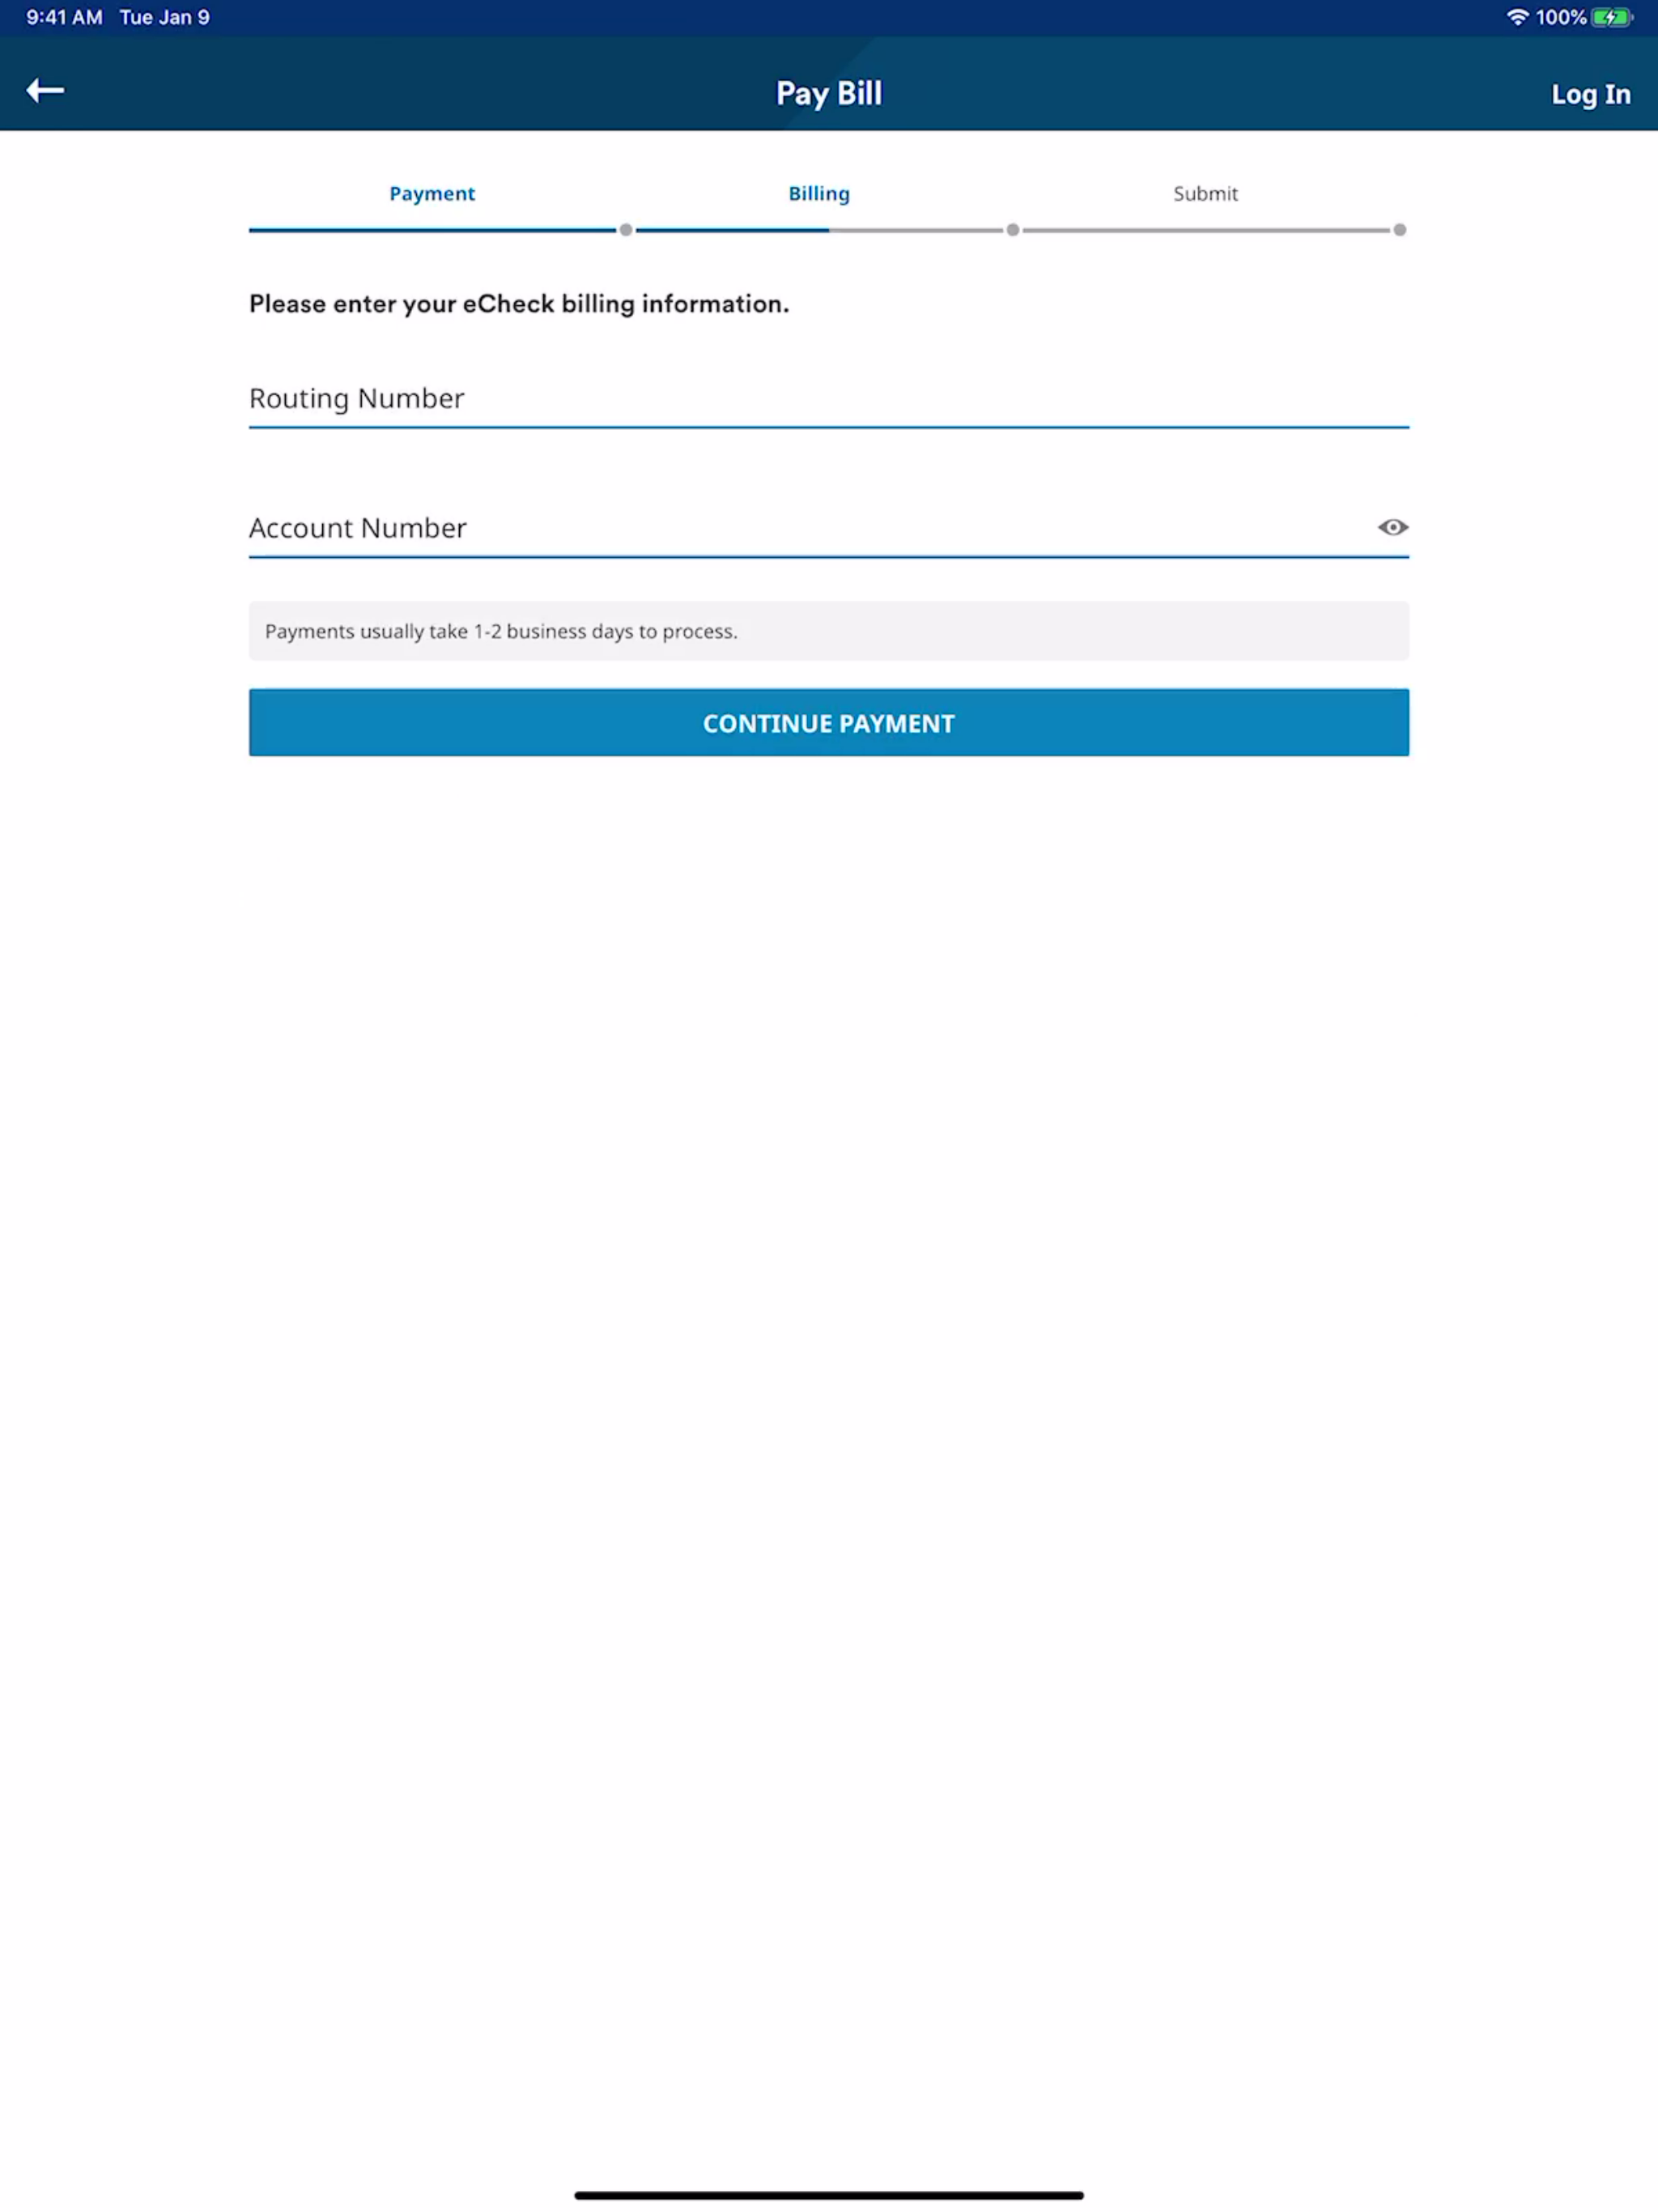 9:41 AM Tue Jan 9
100%
Pay Bill
Log In
Payment
Billing
Submit
Please enter your eCheck billing information.
Routing Number
Account Number
Payments usually take 1-2 business days to process.
CONTINUE PAYMENT